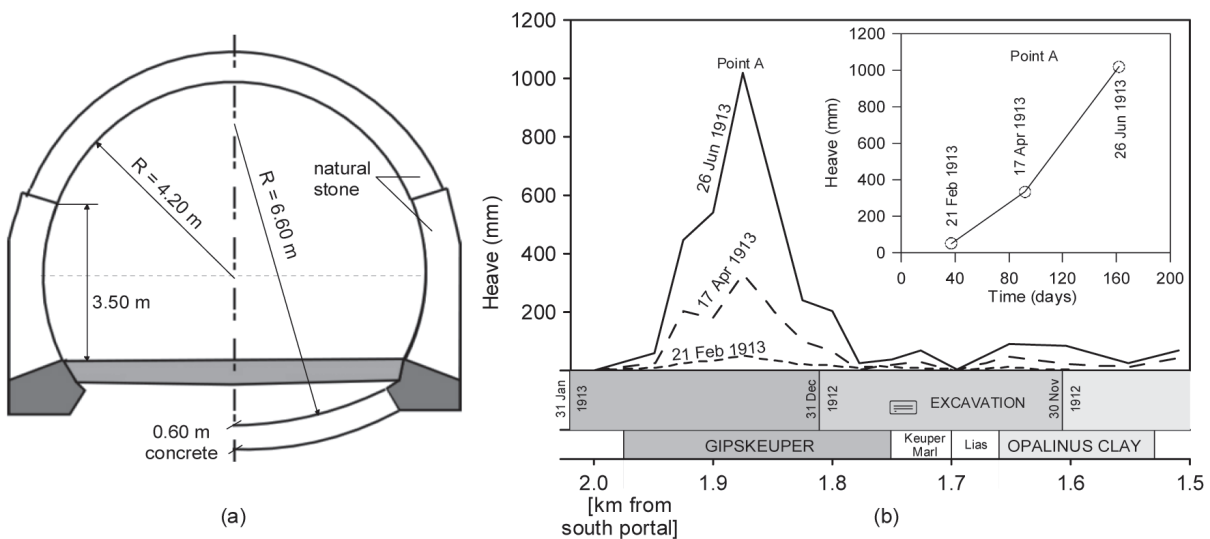 R = 4.20 m
R = 6.60 m
natural
stone
3.50 m
0.60 m
concrete
(a)
Heave (mm)
1200
1000
800
600
400
200
Point A
26 Jun 1913
17 Apr 1913
21 Feb 1913
Heave (mm)
1200
1000
800
600
400
200
0
Point A
21 Feb 1913
17 Apr 1913
26 Jun 1913
0
40
80
120
160
200
Time (days)
31 Jan
1913
31 Dec
1912
EXCAVATION
30 Nov
1912
GIPSKEUPER
Keuper
Marl
Lias
OPALINUS CLAY
2.0
1.9
1.8
1.7
1.6
1.5
[km from
south portal]
(b)